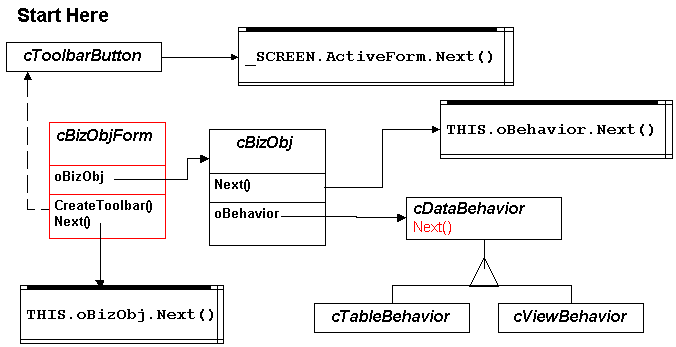 Start Here
cToolbarButton
_SCREEN.ActiveForm.Next()
cBizObjForm
oBizObj
CreateToolbar()
Next()
cBizObj
Next()
oBehavior
THIS.oBehavior.Next()
cDataBehavior
Next()
THIS.oBizObj.Next()
cTableBehavior
cViewBehavior